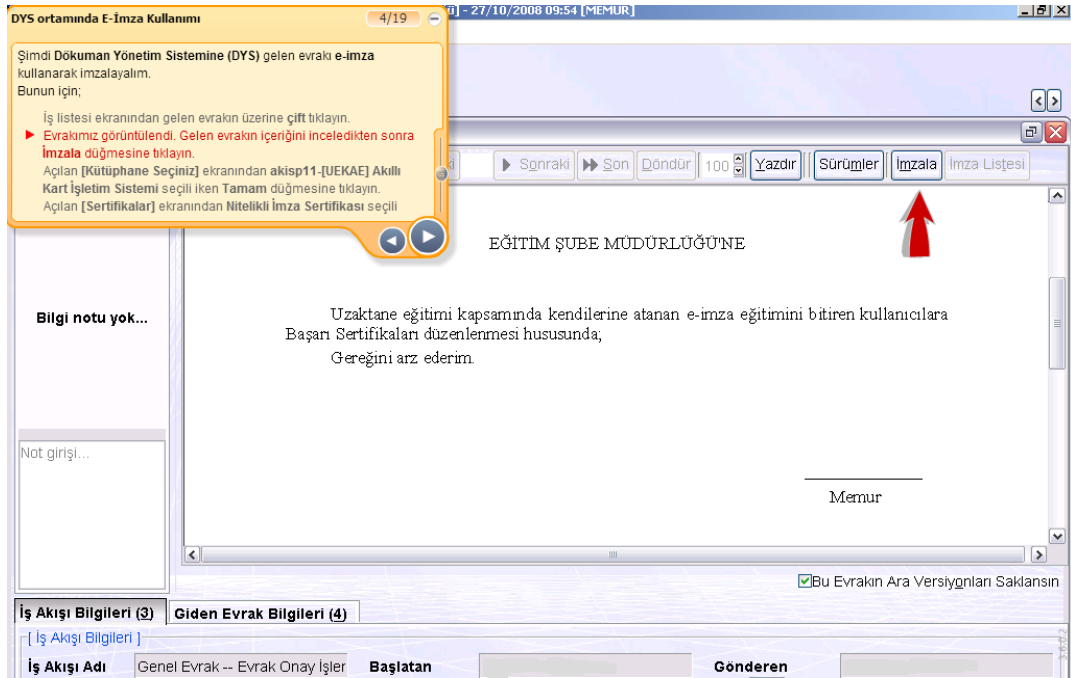 DYS ortamında E-İmza Kullanımı
4/19
- 27/10/2008 09:54 [MEMUR]
Şimdi Dökuman Yönetim Sistemine (DYS) gelen evrakı e-imza
kullanarak imzalayalım.
Bunun için;
İş listesi ekranından gelen evrakın üzerine çift tıklayın.
Evrakımız görüntülendi. Gelen evrakın içeriğini inceledikten sonra
İmzala düğmesine tıklayın.
Açılan [Kütüphane Seçiniz] ekranından akisp11-[UEKAE] Akıllı
Kart İşletim Sistemi seçili iken Tamam düğmesine tıklayın.
Açılan [Sertifikalar] ekranından Nitelikli İmza Sertifikası seçili
Sonraki Son Döndür 100 Yazdır Sürümler İmzala İmza Listesi
EĞİTİM ŞUBE MÜDÜRLÜĞÜ'NE
Bilgi notu yok...
Uzaktane eğitimi kapsamında kendilerine atanan e-imza eğitimini bitiren kullanıcılara
Başarı Sertifikaları düzenlenmesi hususunda;
Gereğini arz ederim.
Not girişi...
Memur
Bu Evrakın Ara Versiyonları Saklansın
İş Akışı Bilgileri (3) Giden Evrak Bilgileri (4)
[ İş Akışı Bilgileri ]
İş Akışı Adı Genel Evrak -- Evrak Onay İşler Başlatan Gönderen
3.6.0.2